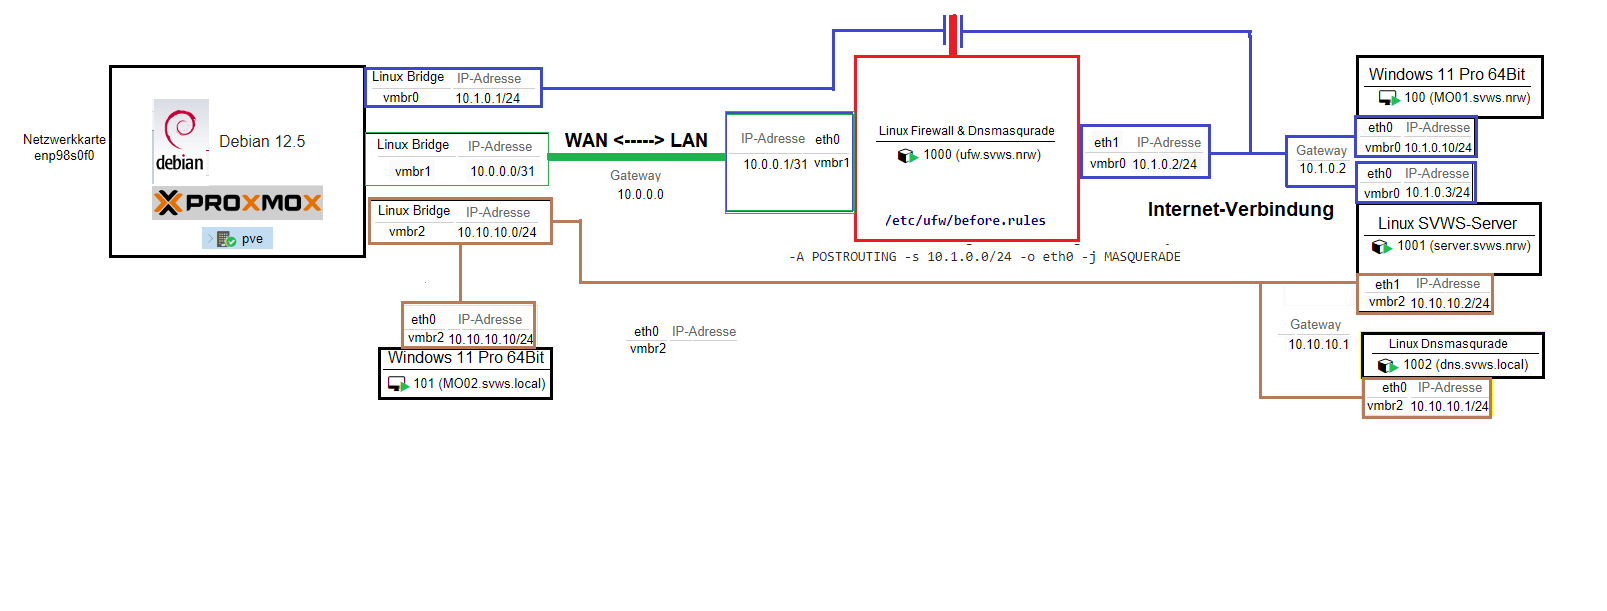 Netzwerkkarte
enp98s0f0
debian
Debian 12.5
PROXMOX
pve
Linux Bridge IP-Adresse
vmbr0 10.1.0.1/24
Linux Bridge IP-Adresse
vmbr1 10.0.0.0/31
Linux Bridge IP-Adresse
vmbr2 10.10.10.0/24
WAN <-----> LAN
Gateway
10.0.0.0
IP-Adresse eth0
10.0.0.1/31 vmbr1
Linux Firewall & Dnsmasqurade
1000 (ufw.svws.nrw)
/etc/ufw/before.rules
-A POSTROUTING -s 10.1.0.0/24 -o eth0 -j MASQUERADE
eth1 IP-Adresse
vmbr0 10.1.0.2/24
Internet-Verbindung
Gateway
10.1.0.2
Windows 11 Pro 64Bit
100 (MO01.svws.nrw)
eth0 IP-Adresse
vmbr0 10.1.0.10/24
eth0 IP-Adresse
vmbr0 10.1.0.3/24
Linux SVWS-Server
1001 (server.svws.nrw)
eth1 IP-Adresse
vmbr2 10.10.10.2/24
Gateway
10.10.10.1
Linux Dnsmasqurade
1002 (dns.svws.local)
eth0 IP-Adresse
vmbr2 10.10.10.1/24
eth0 IP-Adresse
vmbr2 10.10.10.10/24
Windows 11 Pro 64Bit
101 (MO02.svws.local)
eth0 IP-Adresse
vmbr2